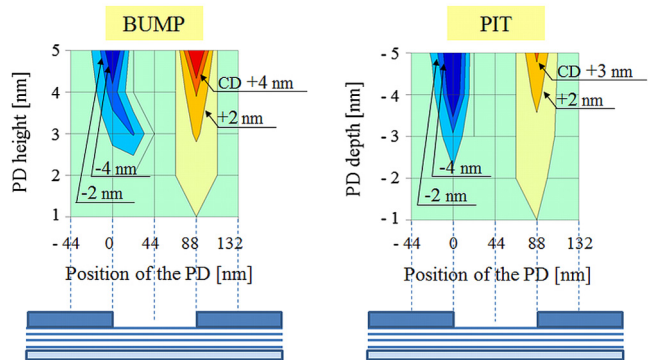 BUMP
PD height [nm]
5
4
3
2
1
CD +4 nm
+2 nm
-4 nm
-2 nm
- 44 0 44 88 132
Position of the PD [nm]
PIT
PD depth [nm]
- 5
- 4
- 3
- 2
- 1
CD +3 nm
+2 nm
-4 nm
-2 nm
- 44 0 44 88 132
Position of the PD [nm]